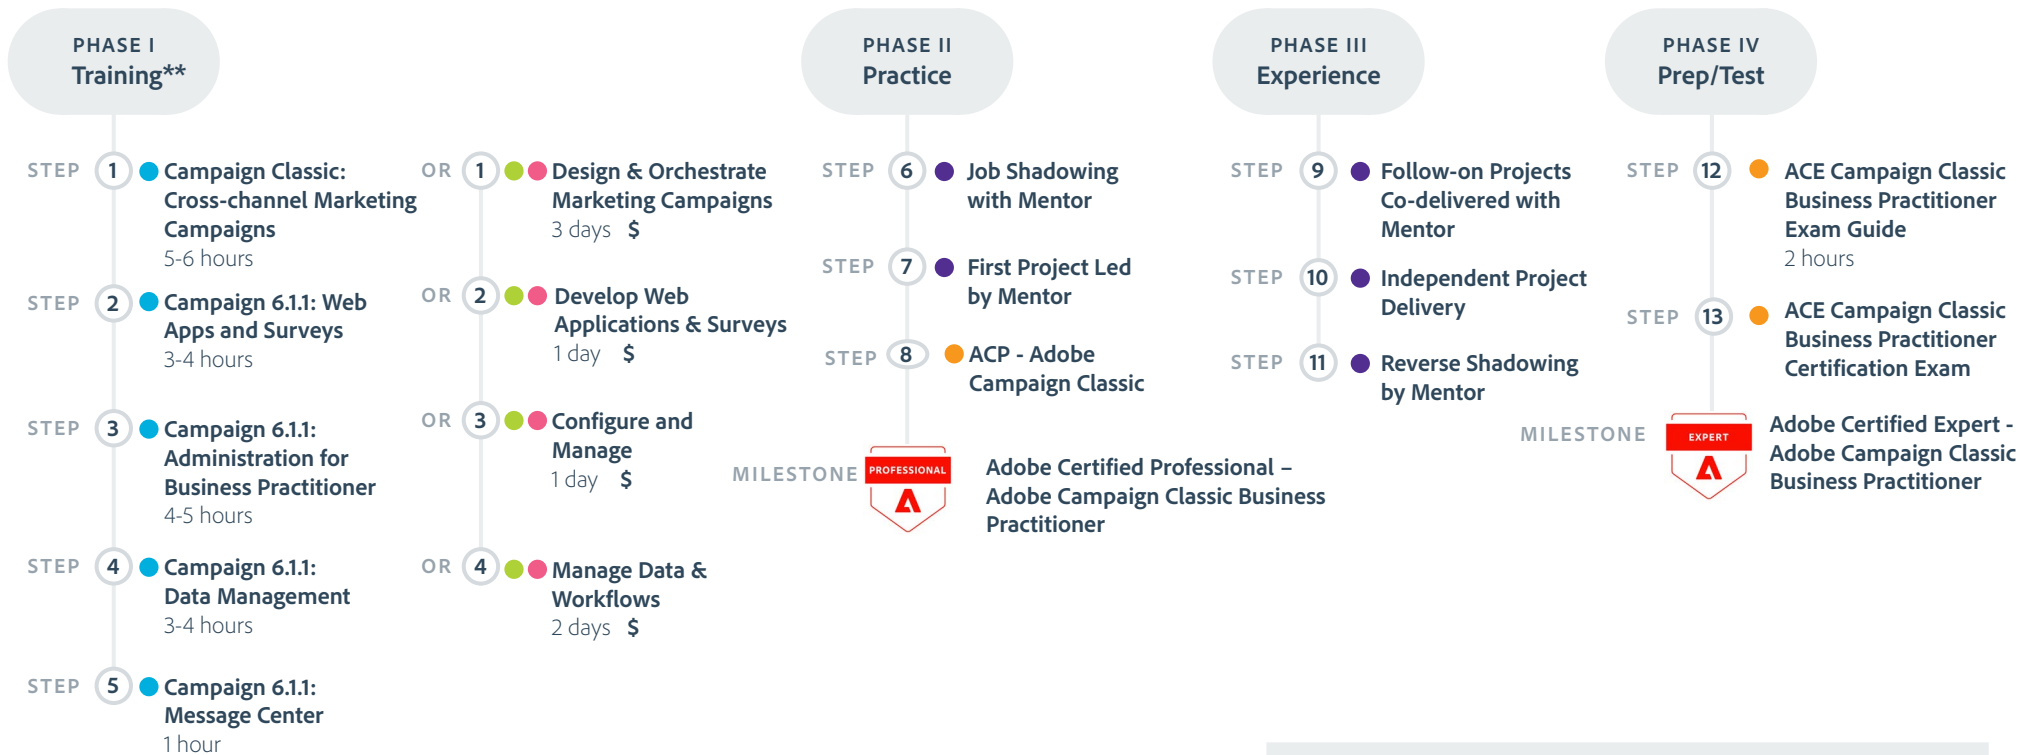 PHASE I
Training**
STEP 1 Campaign Classic:
Cross-channel Marketing
Campaigns
5-6 hours
STEP 2 Campaign 6.1.1: Web
Apps and Surveys
3-4 hours
STEP 3 Campaign 6.1.1:
Administration for
Business Practitioner
4-5 hours
STEP 4 Campaign 6.1.1:
Data Management
3-4 hours
STEP 5 Campaign 6.1.1:
Message Center
1 hour
OR 1 Design & Orchestrate
Marketing Campaigns
3 days $
OR 2 Develop Web
Applications & Surveys
1 day $
OR 3 Configure and
Manage
1 day $
OR 4 Manage Data &
Workflows
2 days $
PHASE II
Practice
STEP 6 Job Shadowing
with Mentor
STEP 7 First Project Led
by Mentor
STEP 8 ACP - Adobe
Campaign Classic
MILESTONE PROFESSIONAL Adobe Certified Professional –
Adobe Campaign Classic Business
Practitioner
PHASE III
Experience
STEP 9 Follow-on Projects
Co-delivered with
Mentor
STEP 10 Independent Project
Delivery
STEP 11 Reverse Shadowing
by Mentor
PHASE IV
Prep/Test
STEP 12 ACE Campaign Classic
Business Practitioner
Exam Guide
2 hours
STEP 13 ACE Campaign Classic
Business Practitioner
Certification Exam
MILESTONE EXPERT Adobe Certified Expert -
Adobe Campaign Classic
Business Practitioner